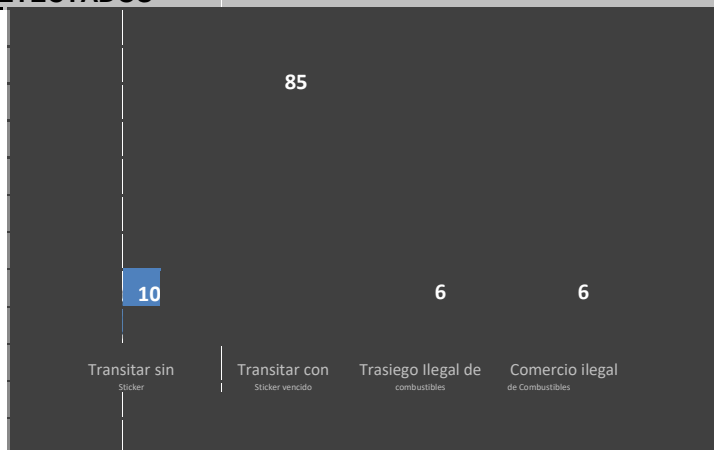 85
10
6
6
Transitar sin
Sticker
Transitar con
Sticker vencido
Trasiego Ilegal de
combustibles
Comercio ilegal
de Combustibles